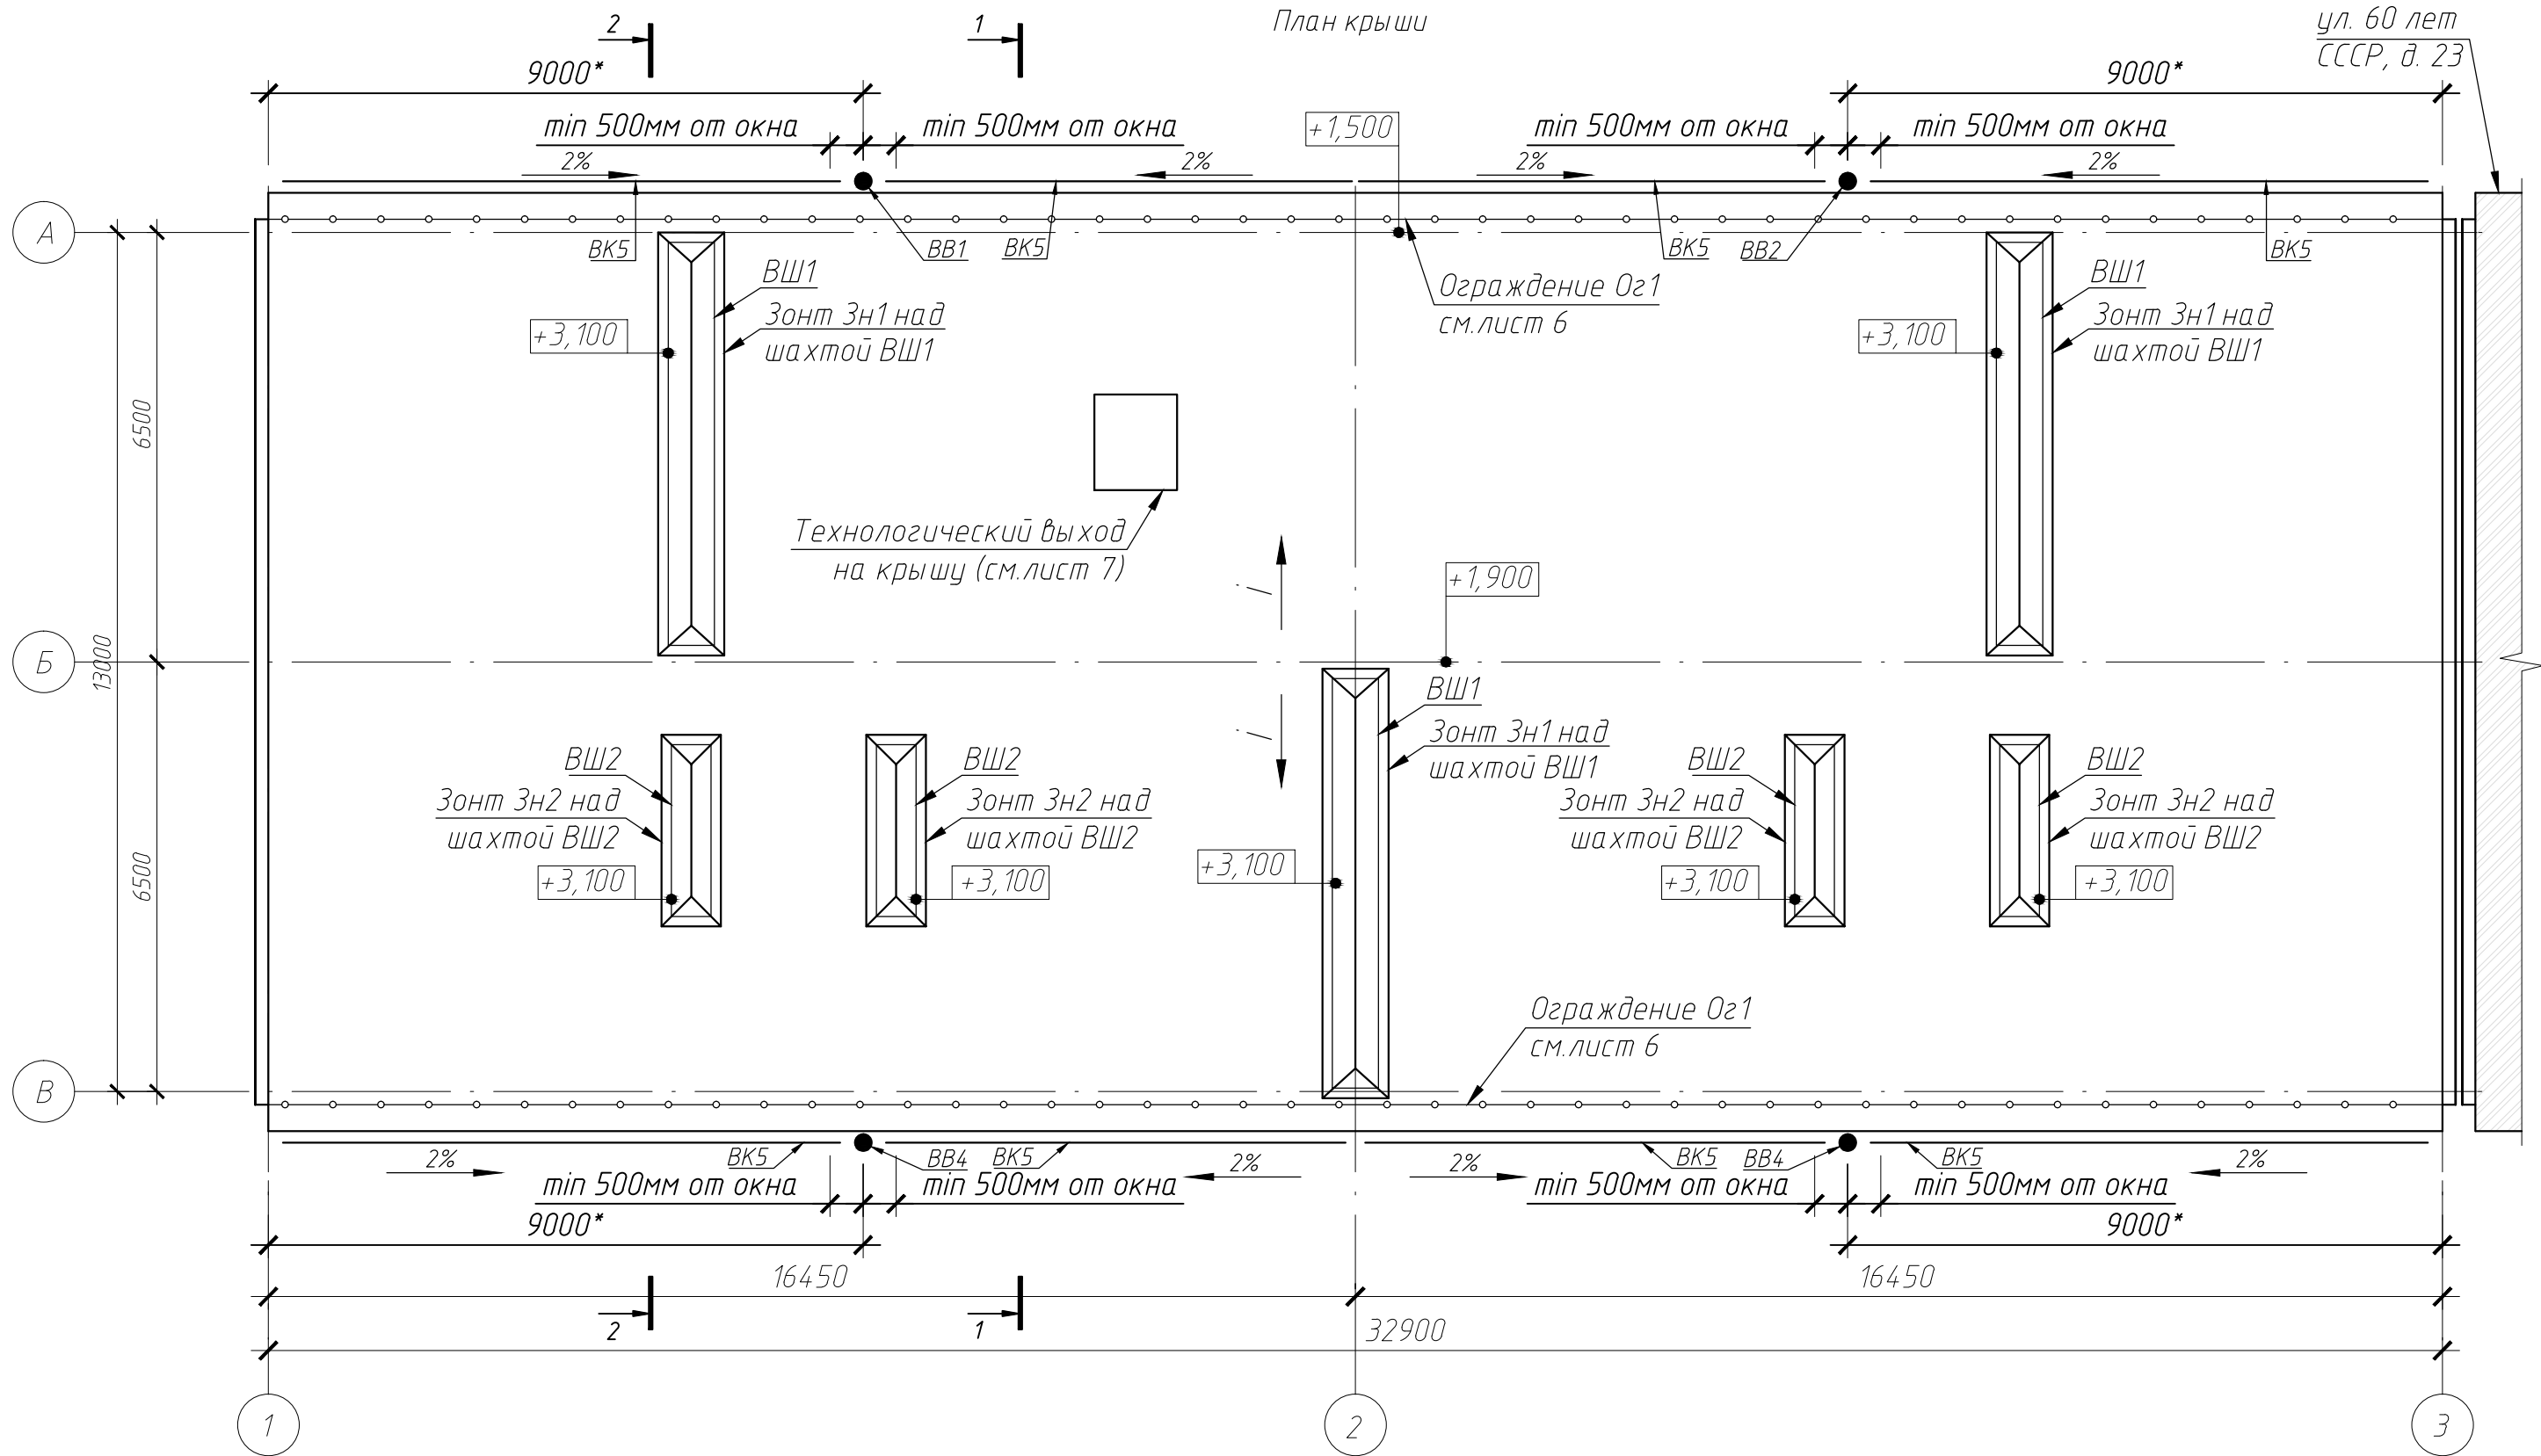 План крыши
ул. 60 лет
СССР, д. 23
2
1
9000*
9000*
min 500мм от окна
min 500мм от окна
min 500мм от окна
min 500мм от окна
+1,500
2%
2%
2%
2%
А
ВК5
ВВ1
ВК5
ВК5
ВВ2
ВК5
ВШ1
Зонт Зн1 над
шахтой ВШ1
+3,100
Ограждение Ог1
см.лист 6
ВШ1
Зонт Зн1 над
шахтой ВШ1
+3,100
6500
Технологический выход
на крышу (см.лист 7)
+1,900
i
Б
13000
i
ВШ1
Зонт Зн1 над
шахтой ВШ1
+3,100
ВШ2
Зонт Зн2 над
шахтой ВШ2
+3,100
ВШ2
Зонт Зн2 над
шахтой ВШ2
+3,100
ВШ2
Зонт Зн2 над
шахтой ВШ2
+3,100
ВШ2
Зонт Зн2 над
шахтой ВШ2
+3,100
6500
Ограждение Ог1
см.лист 6
В
2%
ВК5
ВВ4
ВК5
2%
2%
ВК5
ВВ4
ВК5
2%
min 500мм от окна
min 500мм от окна
min 500мм от окна
min 500мм от окна
9000*
9000*
16450
16450
2
1
32900
1
2
3